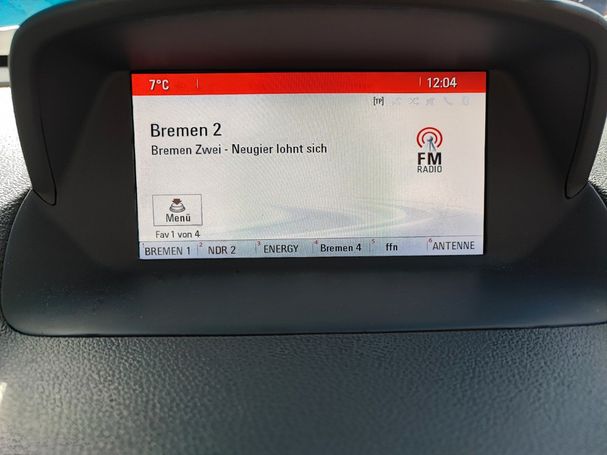 7°C
12:04
[TP]
Bremen 2
Bremen Zwei - Neugier lohnt sich
FM
RADIO
Menü
Fav 1 von 4
1 BREMEN 1 2 NDR 2 3 ENERGY 4 Bremen 4 5 ffn 6 ANTENNE